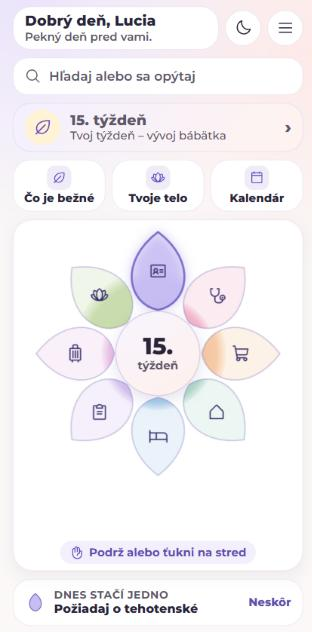 Dobrý deň, Lucia
Pekný deň pred vami.
Hľadaj alebo sa opýtaj
15. týždeň
Tvoj týždeň – vývoj bábätka
Čo je bežné
Tvoje telo
Kalendár
15.
týždeň
Podrž alebo ťukni na stred
DNES STAČÍ JEDNO
Požiadaj o tehotenské
Neskôr